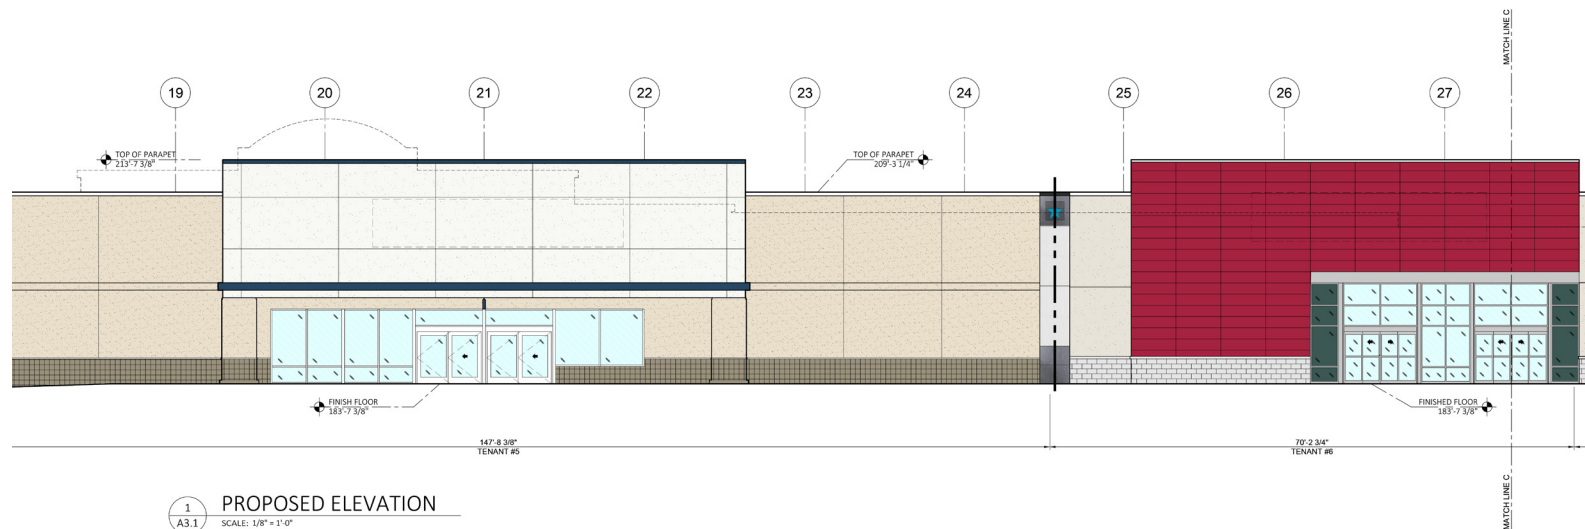 MATCH LINE C
19
20
21
22
23
24
25
26
27
TOP OF PARAPET
213'-7 3/8"
TOP OF PARAPET
209'-3 1/4"
FINISH FLOOR
183'-7 3/8"
FINISHED FLOOR
183'-7 3/8"
147'-8 3/8"
TENANT #5
70'-2 3/4"
TENANT #6
MATCH LINE C
1
A3.1
PROPOSED ELEVATION
SCALE: 1/8" = 1'-0"